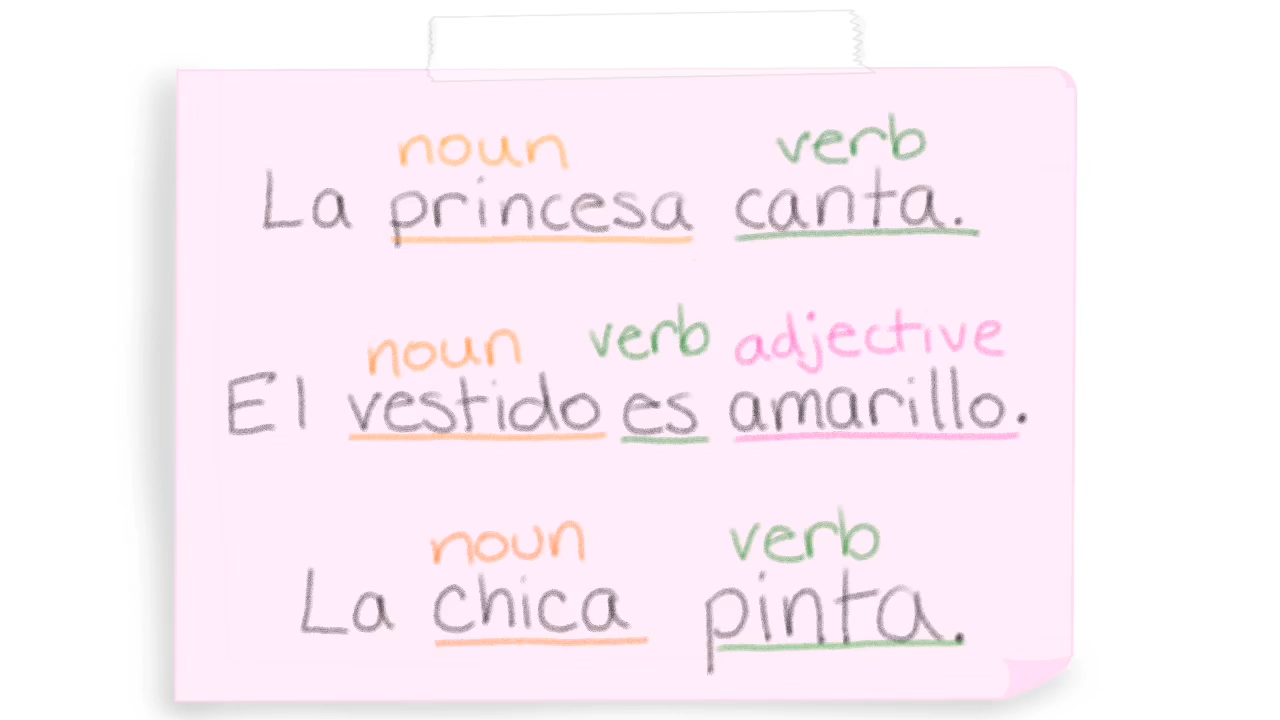 noun verb
La princesa canta.
noun verb adjective
El vestido es amarillo.
noun verb
La chica pinta.